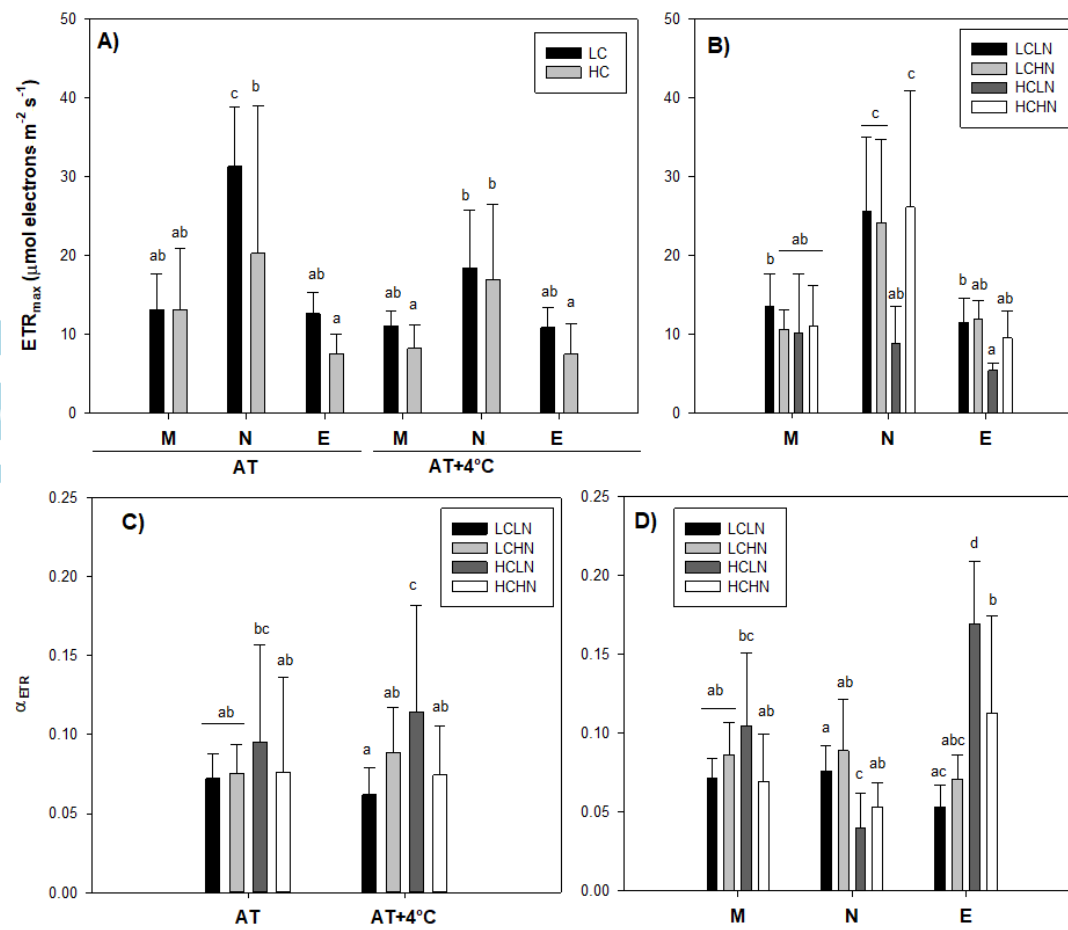 A)
LC
HC
ETRmax (μmol electrons m-2 s-1)
50
40
30
20
10
0
ab
ab
c
b
ab
a
ab
a
b
b
ab
a
M N E M N E
AT AT+4ºC
B)
LCLN
LCHN
HCLN
HCHN
50
40
30
20
10
0
b
ab
c
ab
c
b
ab
a
ab
M N E
C)
LCLN
LCHN
HCLN
HCHN
αETR
0.25
0.20
0.15
0.10
0.05
0.00
ab
bc
ab
a
ab
c
ab
AT AT+4ºC
D)
LCLN
LCHN
HCLN
HCHN
0.25
0.20
0.15
0.10
0.05
0.00
ab
bc
ab
a
ab
c
ab
ac
abc
d
b
M N E